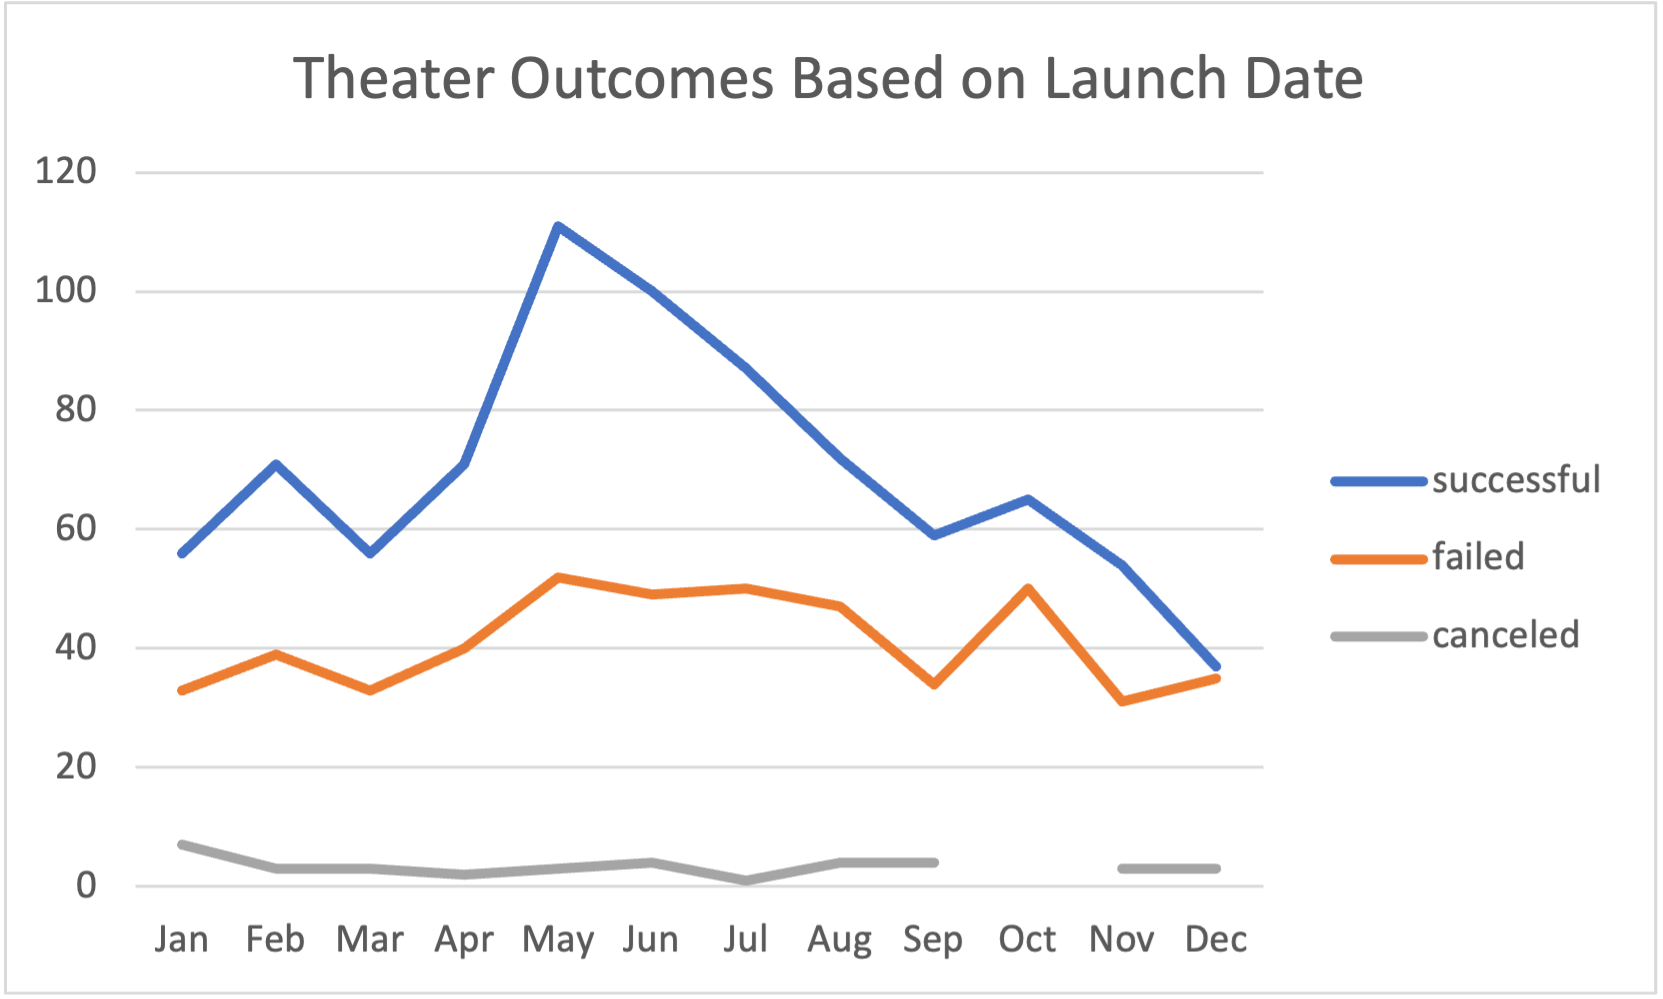 Theater Outcomes Based on Launch Date
120
100
80
60
40
20
0
Jan Feb Mar Apr May Jun Jul Aug Sep Oct Nov Dec
successful
failed
canceled